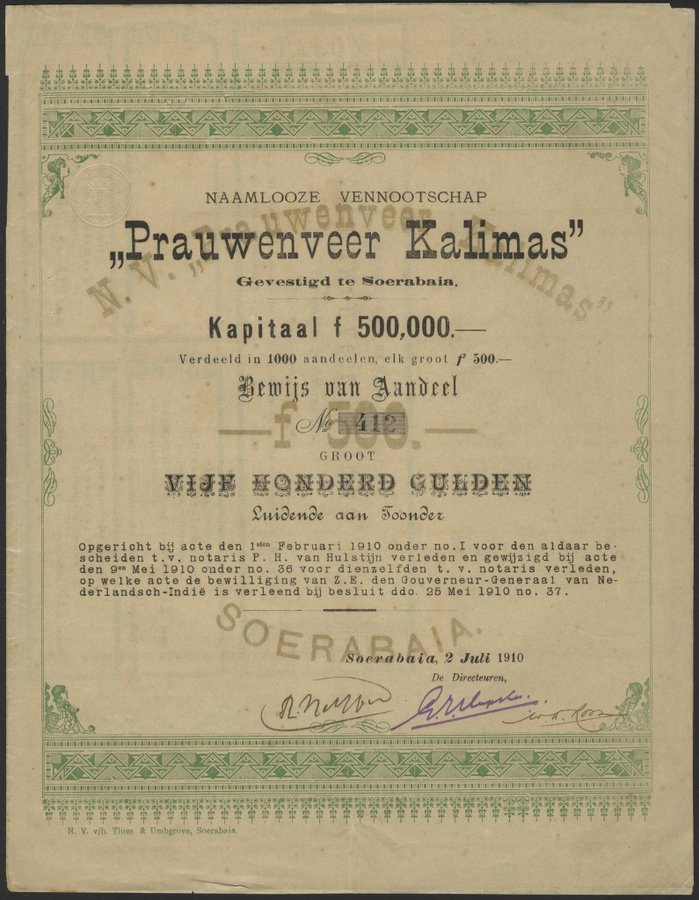 NAAMLOOZE VENNOOTSCHAP
N. V. „Prauwenveer Kalimas”
„Prauwenveer Kalimas”
Gevestigd te Soerabaia,
Kapitaal f 500,000.—
Verdeeld in 1000 aandeelen, elk groot f 500.—
Bewijs van Aandeel
— f 500. —
No 412
GROOT
VIJF HONDERD GULDEN
Luidende aan Toonder
Opgericht bij acte den 1sten Februari 1910 onder no. I voor den aldaar be-
scheiden t. v. notaris P. H. van Hulstijn verleden en gewijzigd bij acte
den 9en Mei 1910 onder no. 36 voor dienzelfden t. v. notaris verleden,
op welke acte de bewilliging van Z.E. den Gouverneur-Generaal van Ne-
derlandsch-Indië is verleend bij besluit ddo. 25 Mei 1910 no. 37.
SOERABAIA.
Soerabaia, 2 Juli 1910
De Directeuren,
N. V. v/h. Thies & Umbgrove, Soerabaia.